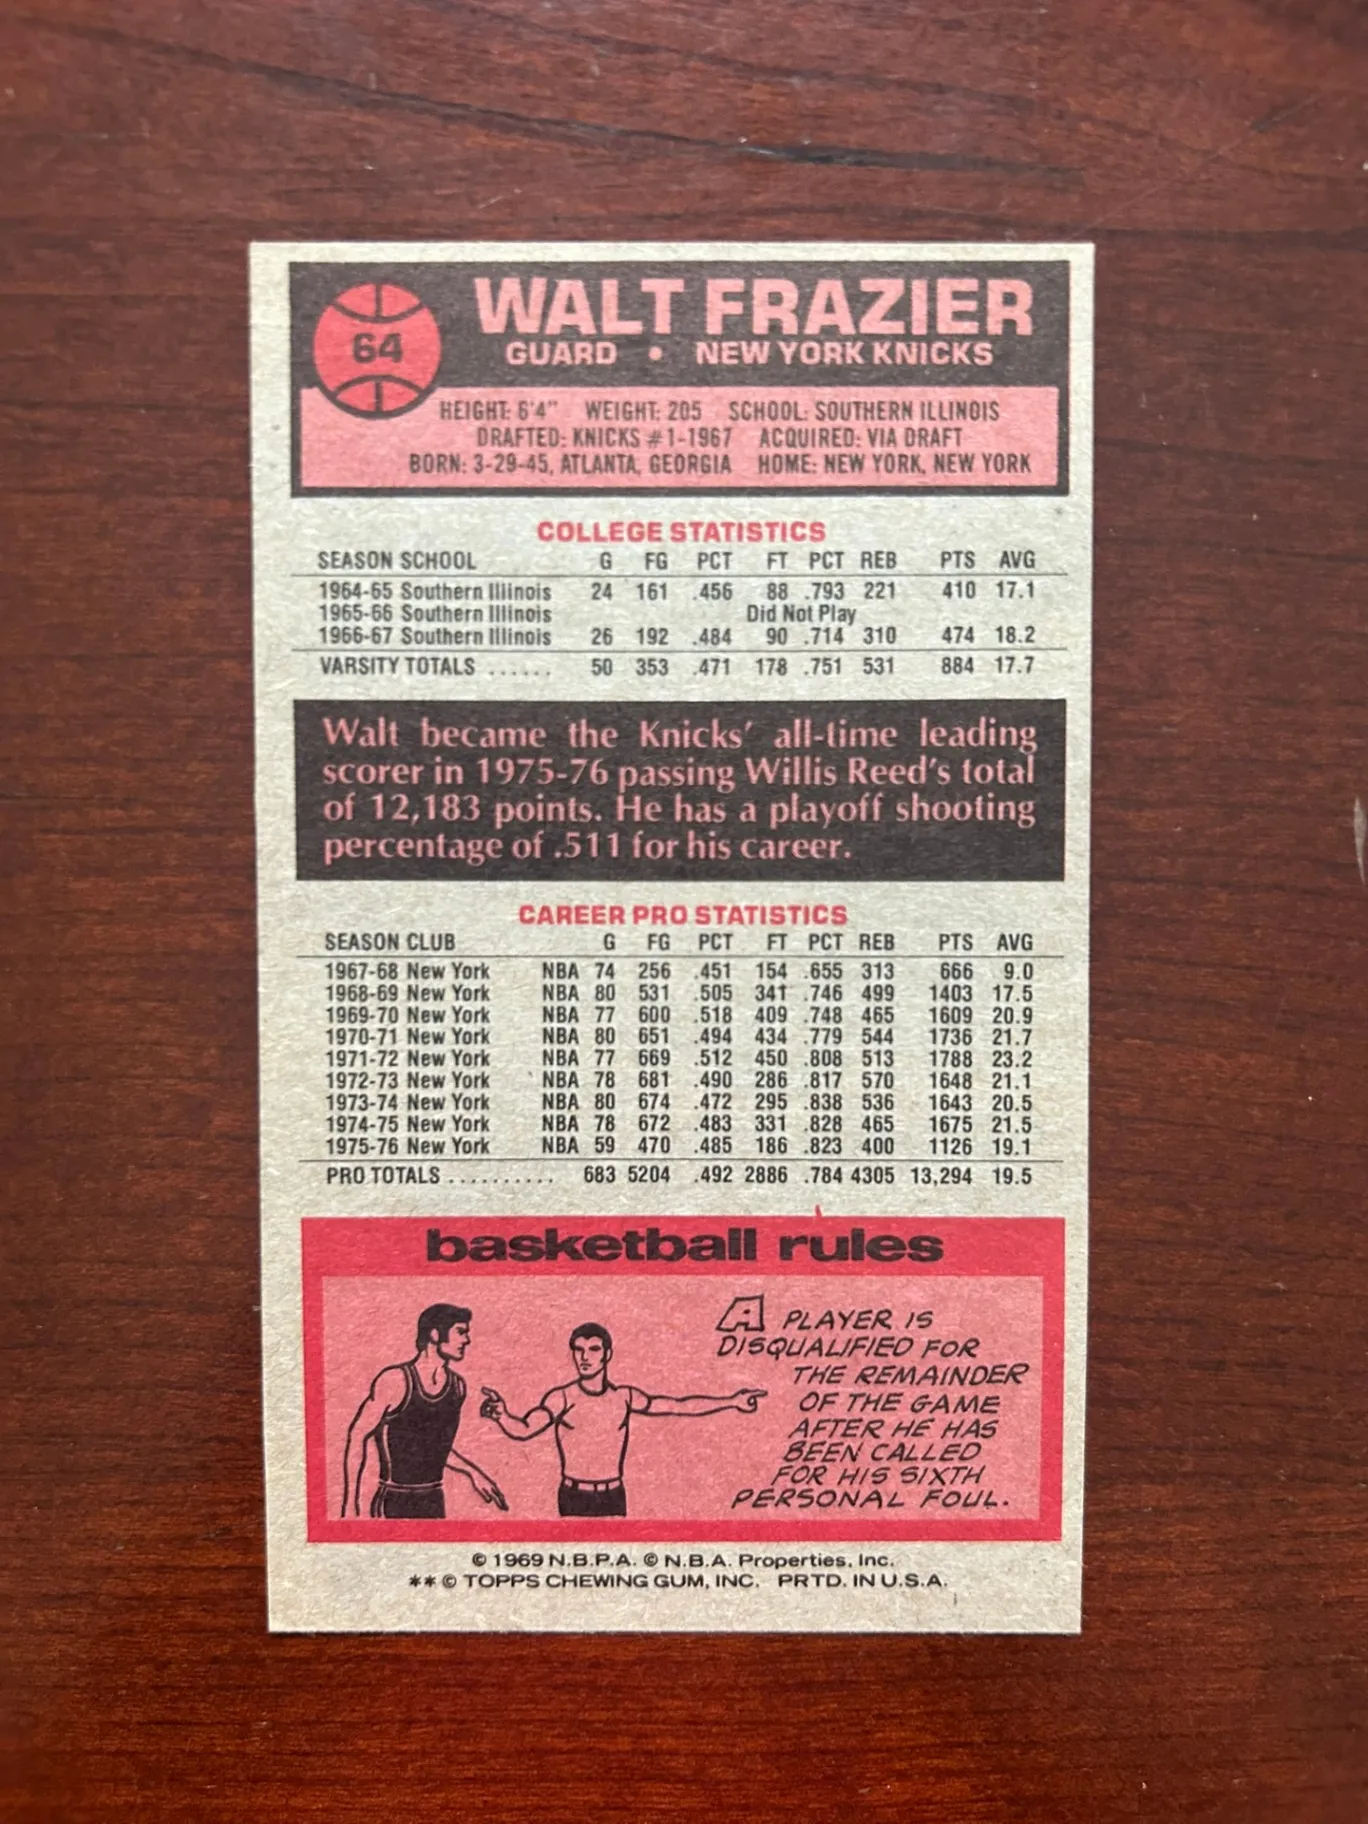 64
WALT FRAZIER
GUARD • NEW YORK KNICKS
HEIGHT: 6'4" WEIGHT: 205 SCHOOL: SOUTHERN ILLINOIS
DRAFTED: KNICKS #1-1967 ACQUIRED: VIA DRAFT
BORN: 3-29-45, ATLANTA, GEORGIA HOME: NEW YORK, NEW YORK
COLLEGE STATISTICS
SEASON SCHOOL G FG PCT FT PCT REB PTS AVG
1964-65 Southern Illinois 24 161 .456 88 .793 221 410 17.1
1965-66 Southern Illinois Did Not Play
1966-67 Southern Illinois 26 192 .484 90 .714 310 474 18.2
VARSITY TOTALS ...... 50 353 .471 178 .751 531 884 17.7
Walt became the Knicks' all-time leading
scorer in 1975-76 passing Willis Reed's total
of 12,183 points. He has a playoff shooting
percentage of .511 for his career.
CAREER PRO STATISTICS
SEASON CLUB G FG PCT FT PCT REB PTS AVG
1967-68 New York NBA 74 256 .451 154 .655 313 666 9.0
1968-69 New York NBA 80 531 .505 341 .746 499 1403 17.5
1969-70 New York NBA 77 600 .518 409 .748 465 1609 20.9
1970-71 New York NBA 80 651 .494 434 .779 544 1736 21.7
1971-72 New York NBA 77 669 .512 450 .808 513 1788 23.2
1972-73 New York NBA 78 681 .490 286 .817 570 1648 21.1
1973-74 New York NBA 80 674 .472 295 .838 536 1643 20.5
1974-75 New York NBA 78 672 .483 331 .828 465 1675 21.5
1975-76 New York NBA 59 470 .485 186 .823 400 1126 19.1
PRO TOTALS .......... 683 5204 .492 2886 .784 4305 13,294 19.5
basketball rules
A PLAYER IS
DISQUALIFIED FOR
THE REMAINDER
OF THE GAME
AFTER HE HAS
BEEN CALLED
FOR HIS SIXTH
PERSONAL FOUL.
© 1969 N.B.P.A. © N.B.A. Properties, Inc.
** © TOPPS CHEWING GUM, INC. PRTD. IN U.S.A.